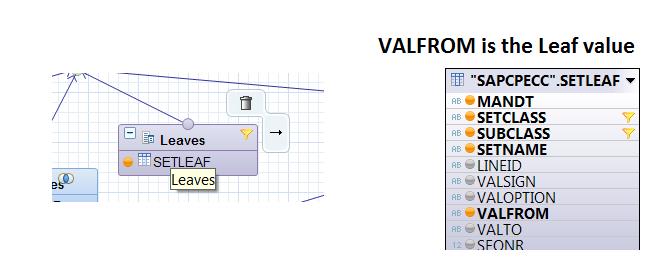 VALFROM is the Leaf value
Leaves
SETLEAF
Leaves
es
"SAPCPECC".SETLEAF
AB MANDT
AB SETCLASS
AB SUBCLASS
AB SETNAME
AB LINEID
AB VALSIGN
AB VALOPTION
AB VALFROM
AB VALTO
12 SEQNR